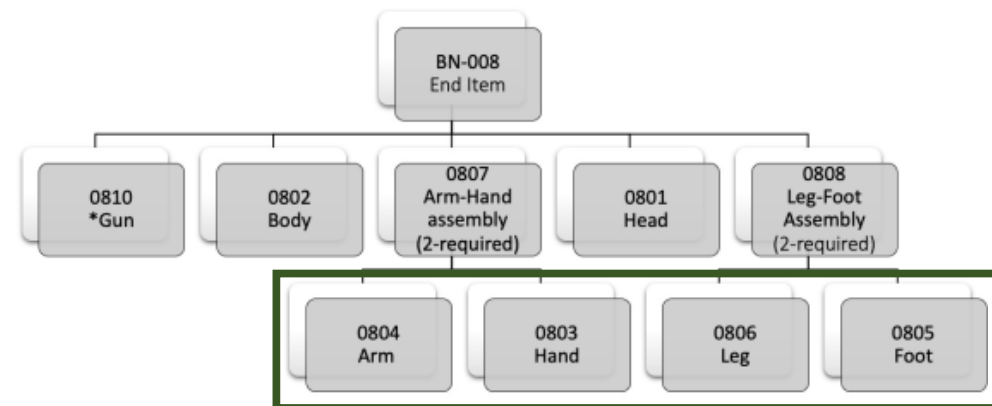 BN-008
End Item
0810
*Gun
0802
Body
0807
Arm-Hand
assembly
(2-required)
0801
Head
0808
Leg-Foot
Assembly
(2-required)
0804
Arm
0803
Hand
0806
Leg
0805
Foot